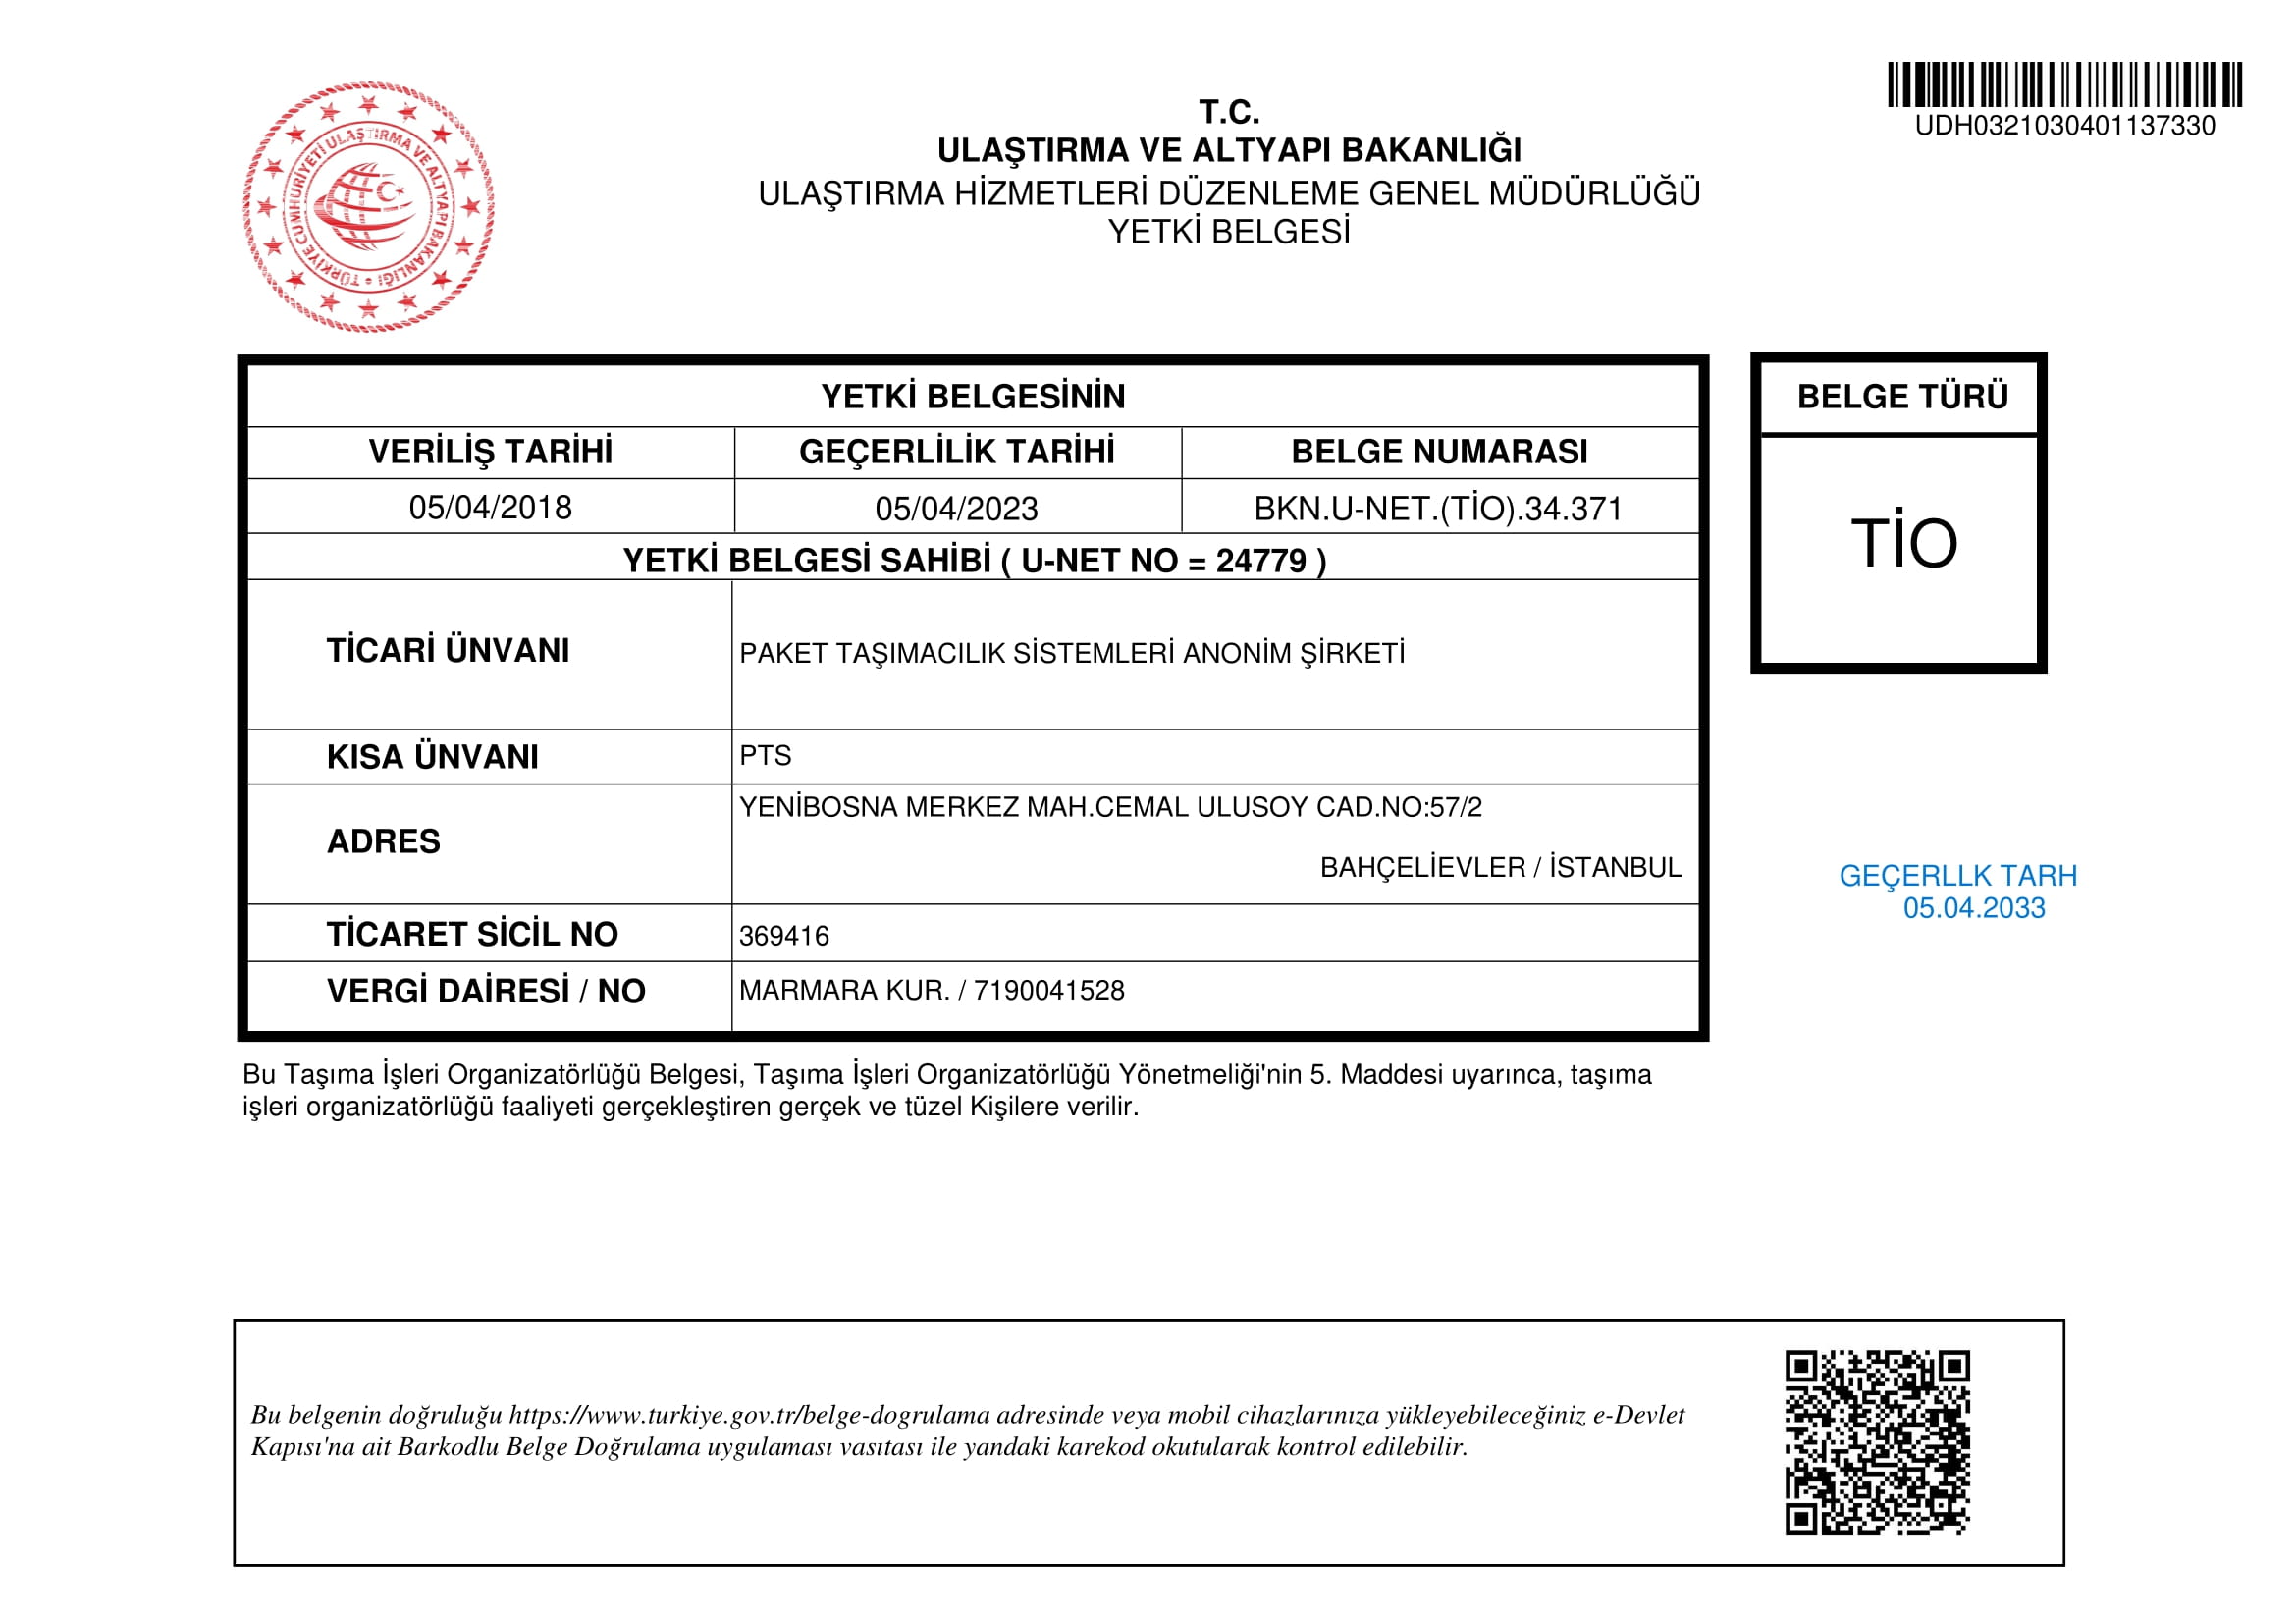 UDH0321030401137330
T.C.
ULAŞTIRMA VE ALTYAPI BAKANLIĞI
ULAŞTIRMA HİZMETLERİ DÜZENLEME GENEL MÜDÜRLÜĞÜ
YETKİ BELGESİ
TÜRKİYE CUMHURİYETİ ULAŞTIRMA VE ALTYAPI BAKANLIĞI
YETKİ BELGESİNİN
VERİLİŞ TARİHİ GEÇERLİLİK TARİHİ BELGE NUMARASI
05/04/2018 05/04/2023 BKN.U-NET.(TİO).34.371
YETKİ BELGESİ SAHİBİ ( U-NET NO = 24779 )
TİCARİ ÜNVANI PAKET TAŞIMACILIK SİSTEMLERİ ANONİM ŞİRKETİ
KISA ÜNVANI PTS
ADRES YENİBOSNA MERKEZ MAH.CEMAL ULUSOY CAD.NO:57/2
BAHÇELİEVLER / İSTANBUL
TİCARET SİCİL NO 369416
VERGİ DAİRESİ / NO MARMARA KUR. / 7190041528
BELGE TÜRÜ
TİO
GEÇERLLK TARH
05.04.2033
Bu Taşıma İşleri Organizatörlüğü Belgesi, Taşıma İşleri Organizatörlüğü Yönetmeliği'nin 5. Maddesi uyarınca, taşıma
işleri organizatörlüğü faaliyeti gerçekleştiren gerçek ve tüzel Kişilere verilir.
Bu belgenin doğruluğu https://www.turkiye.gov.tr/belge-dogrulama adresinde veya mobil cihazlarınıza yükleyebileceğiniz e-Devlet
Kapısı'na ait Barkodlu Belge Doğrulama uygulaması vasıtası ile yandaki karekod okutularak kontrol edilebilir.